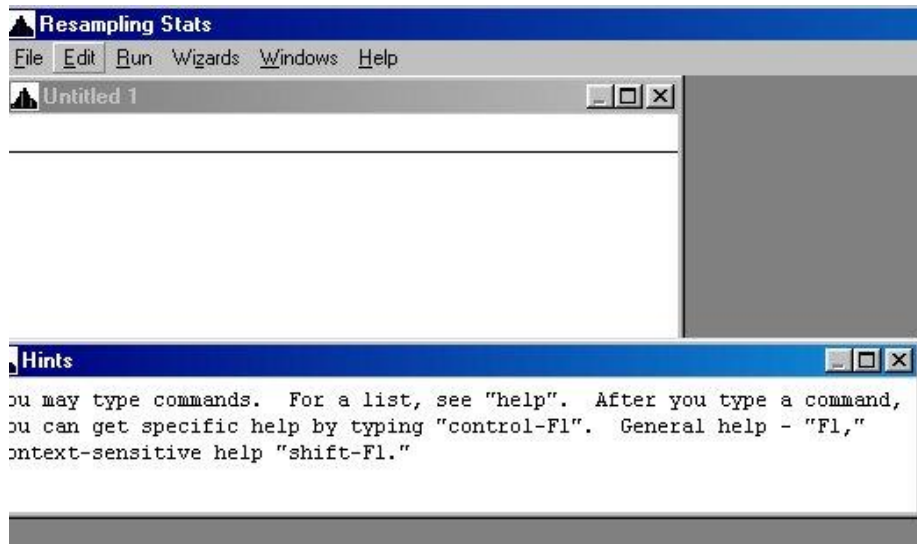 Resampling Stats
File Edit Run Wizards Windows Help
Untitled 1
Hints
ou may type commands.  For a list, see "help".  After you type a command,
ou can get specific help by typing "control-F1".  General help - "F1,"
ontext-sensitive help "shift-F1."